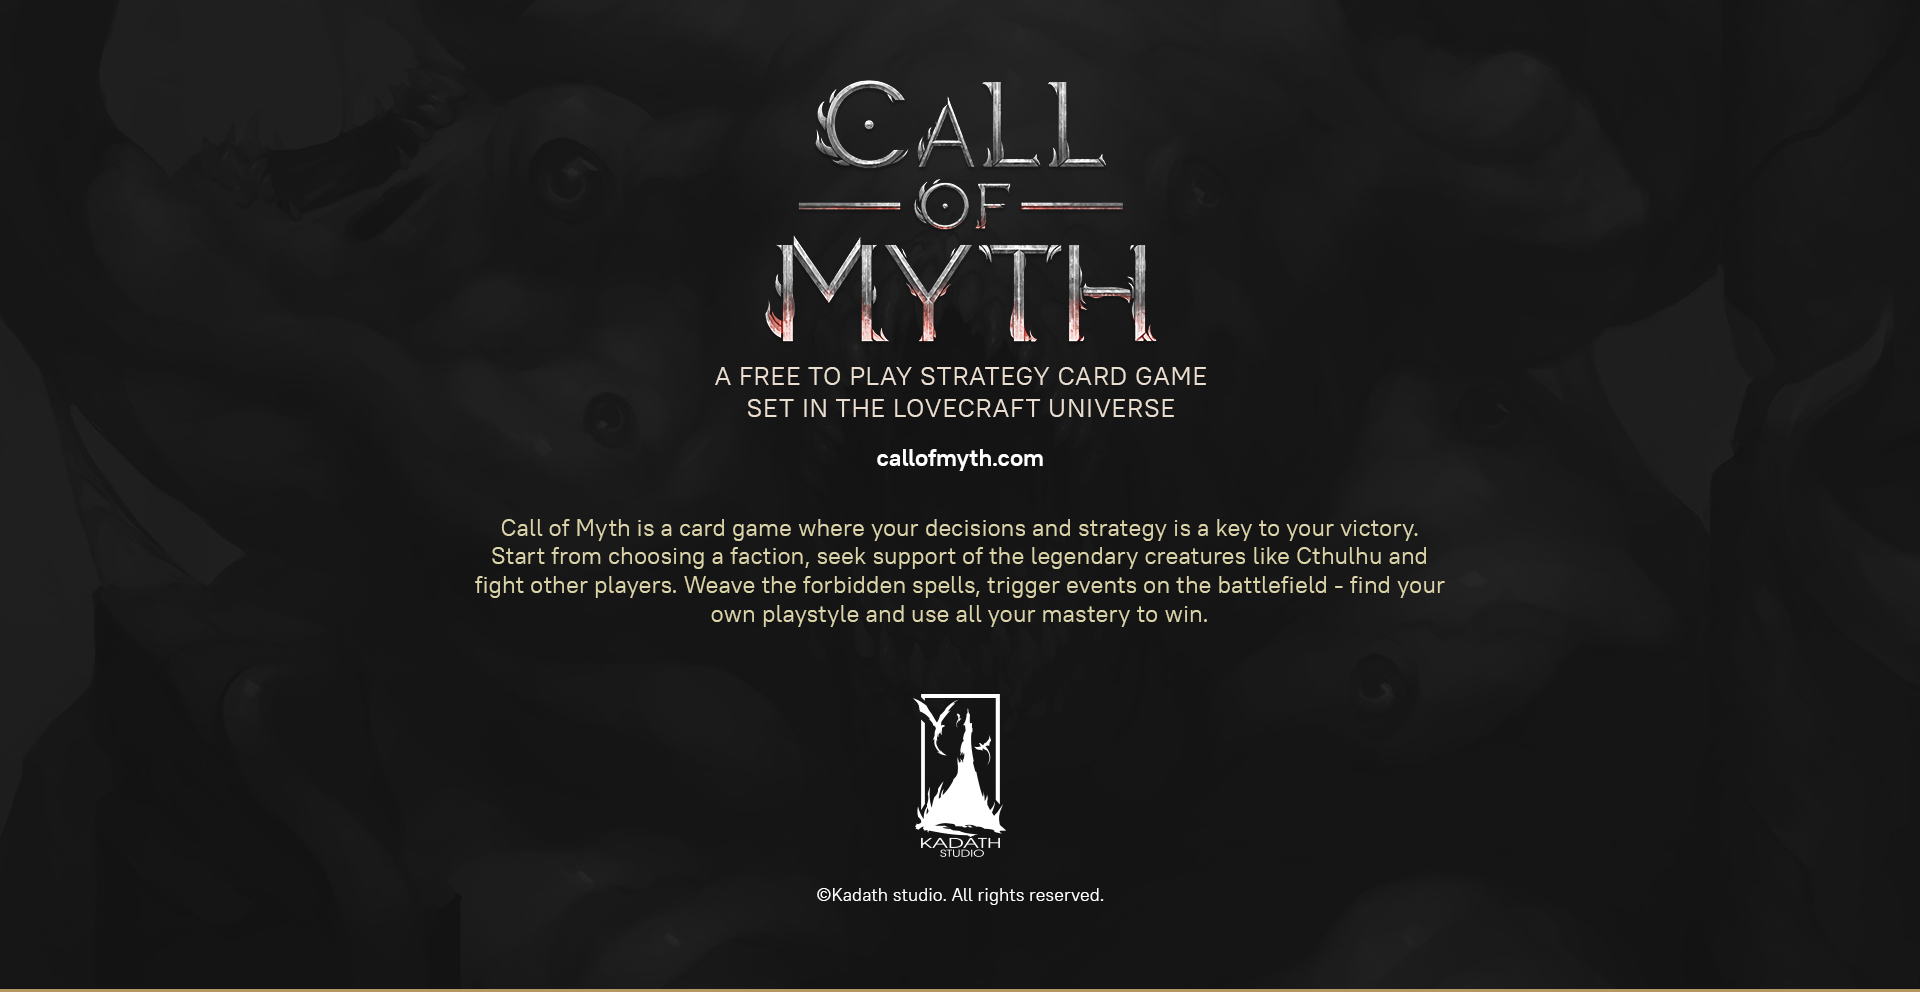 CALL
OF
MYTH
A FREE TO PLAY STRATEGY CARD GAME
SET IN THE LOVECRAFT UNIVERSE
callofmyth.com
Call of Myth is a card game where your decisions and strategy is a key to your victory.
Start from choosing a faction, seek support of the legendary creatures like Cthulhu and
fight other players. Weave the forbidden spells, trigger events on the battlefield - find your
own playstyle and use all your mastery to win.
KADATH
STUDIO
©Kadath studio. All rights reserved.